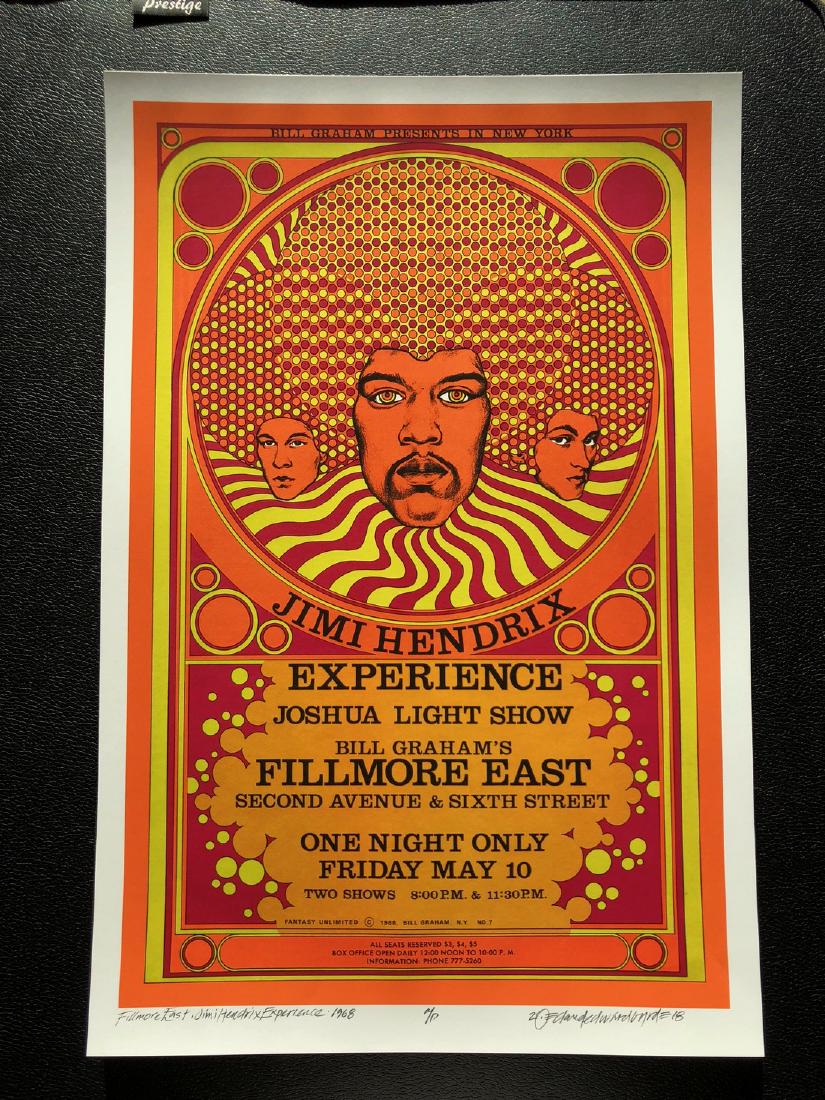 Prestige
BILL GRAHAM PRESENTS IN NEW YORK
JIMI HENDRIX
EXPERIENCE
JOSHUA LIGHT SHOW
BILL GRAHAM'S
FILLMORE EAST
SECOND AVENUE & SIXTH STREET
ONE NIGHT ONLY
FRIDAY MAY 10
TWO SHOWS 8:00 P.M. & 11:30 P.M.
FANTASY UNLIMITED © 1968, BILL GRAHAM, N.Y. NO. 7
ALL SEATS RESERVED $3, $4, $5
BOX OFFICE OPEN DAILY 12:00 NOON TO 10:00 P. M.
INFORMATION: PHONE 777-5260
Fillmore East. Jimi Hendrix Experience 1968 A/P